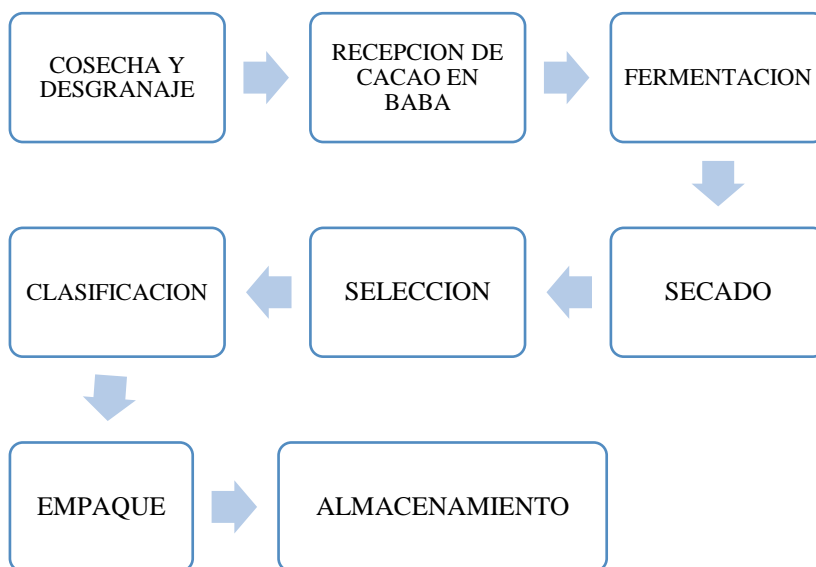 COSECHA Y
DESGRANAJE
RECEPCION DE
CACAO EN
BABA
FERMENTACION
SECADO
SELECCION
CLASIFICACION
EMPAQUE
ALMACENAMIENTO